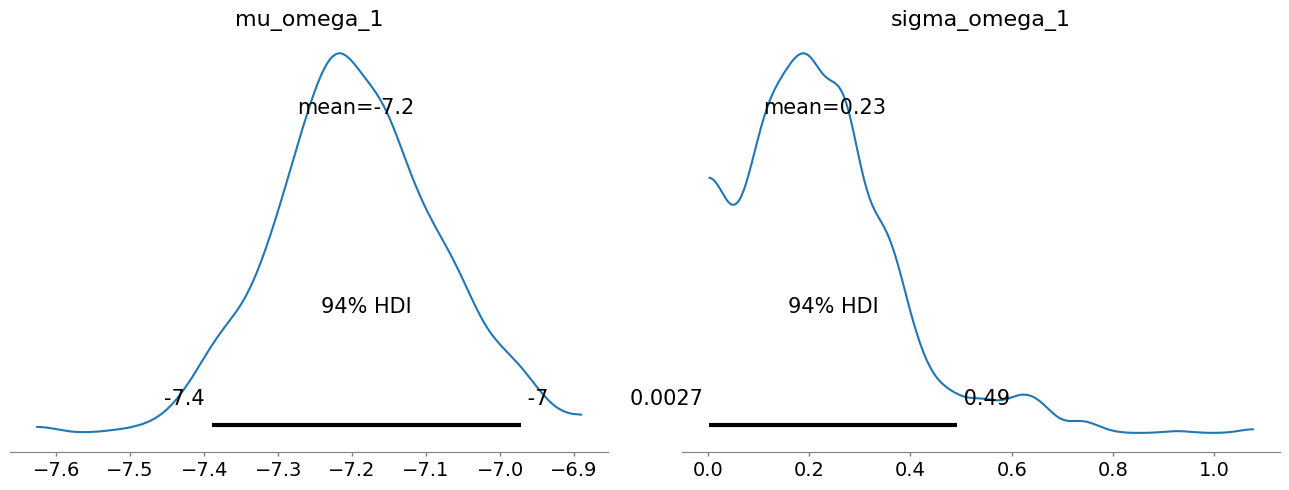 mu_omega_1
mean=-7.2
94% HDI
-7.4
-7
−7.6 −7.5 −7.4 −7.3 −7.2 −7.1 −7.0 −6.9
sigma_omega_1
mean=0.23
94% HDI
0.0027
0.49
0.0 0.2 0.4 0.6 0.8 1.0